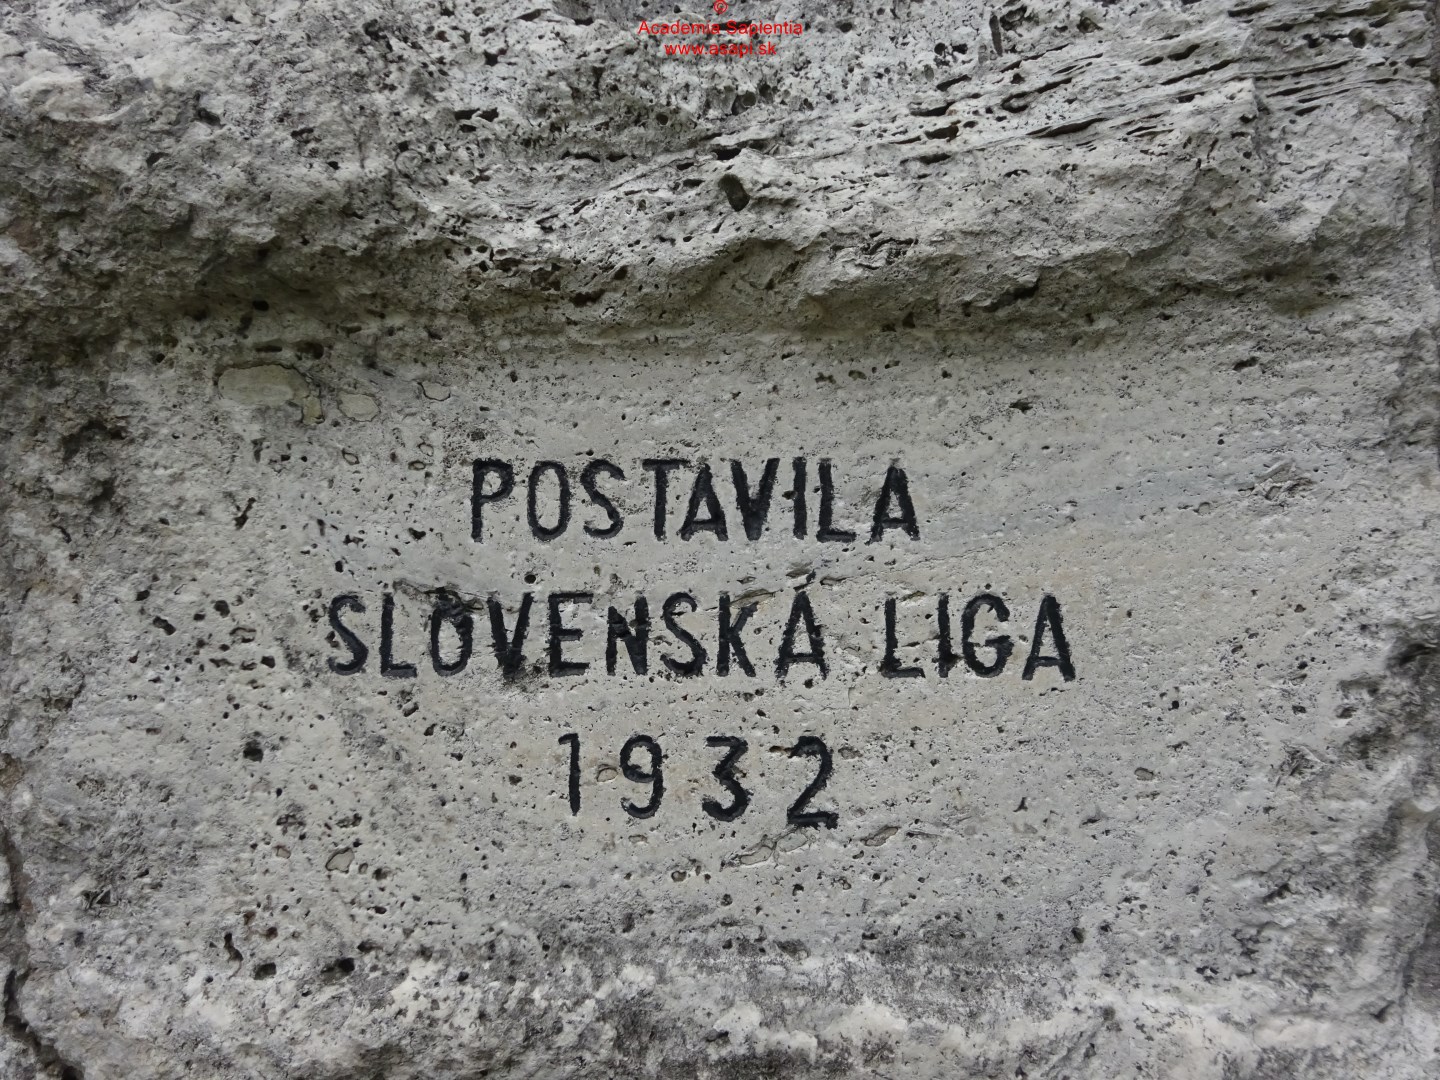 ©
Academia Sapientia
www.asapi.sk
POSTAVILA
SLOVENSKÁ LIGA
1932